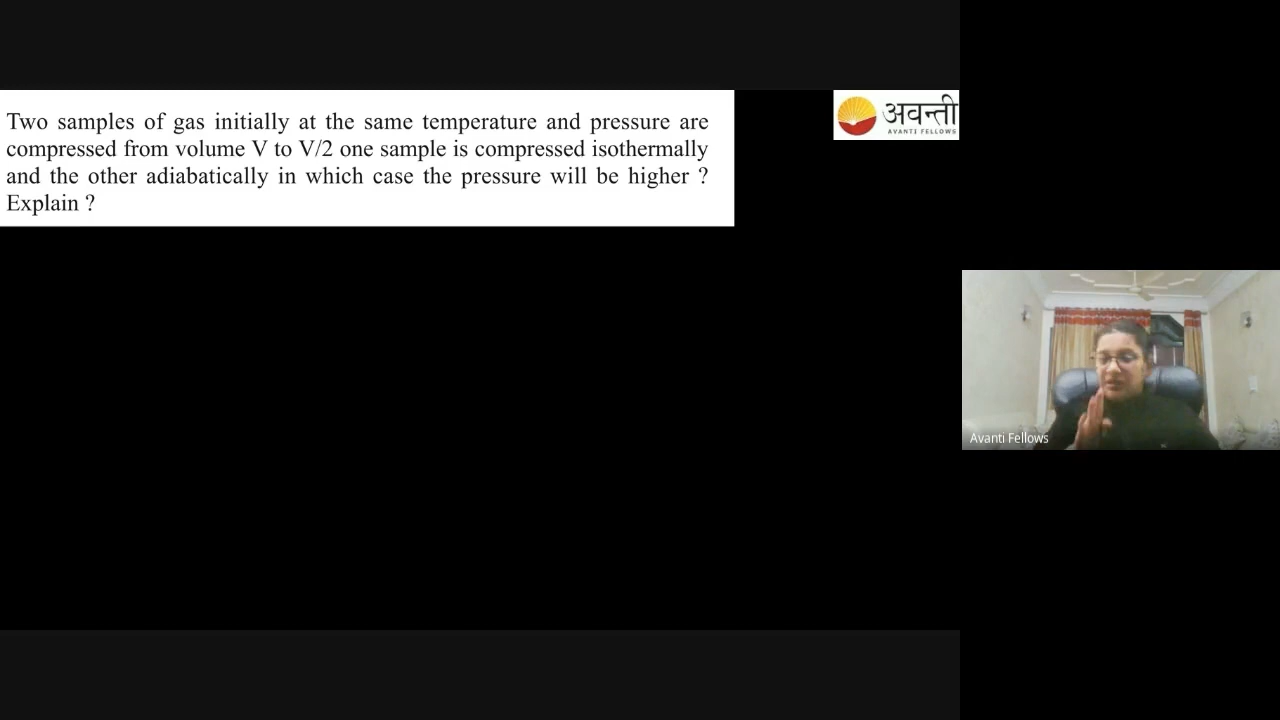 Two samples of gas initially at the same temperature and pressure are
compressed from volume V to V/2 one sample is compressed isothermally
and the other adiabatically in which case the pressure will be higher ?
Explain ?
अवन्ती
AVANTI FELLOWS
Avanti Fellows